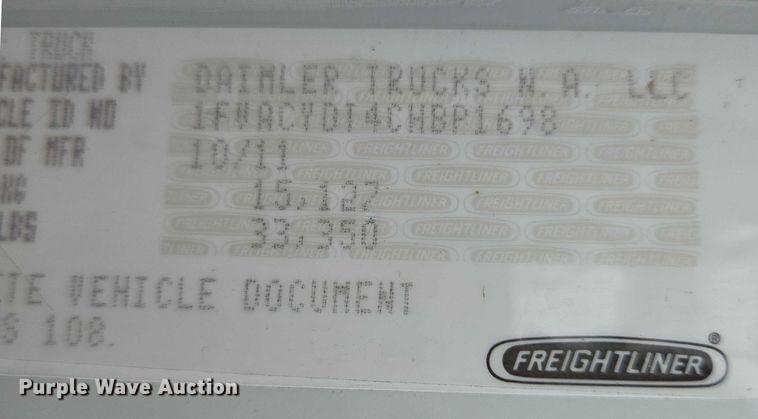 TRUCK
FACTURED BY DAIMLER TRUCKS N.A. LLC
CLE ID NO 1FVACYDT4CHBP1698
OF MFR 10/11
KG 15,127
LBS 33,350
TE VEHICLE DOCUMENT
S 108.
FREIGHTLINER®
Purple Wave Auction